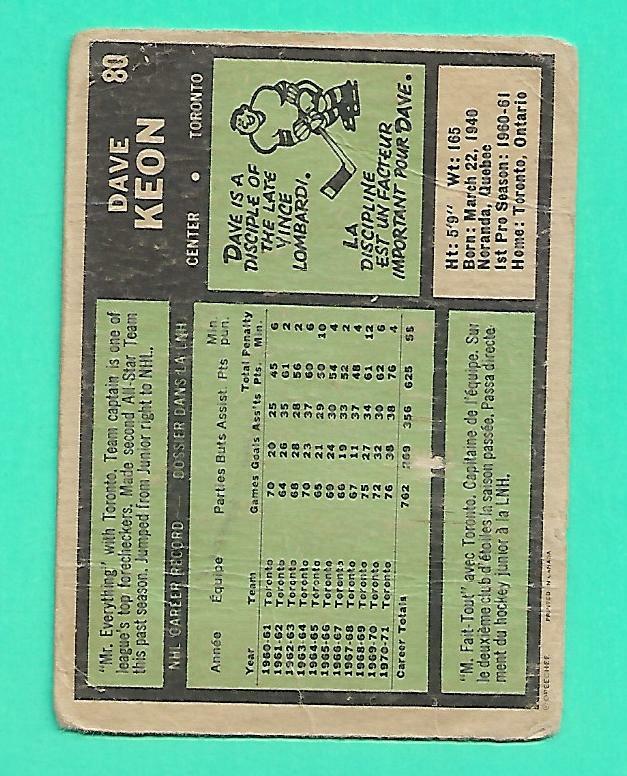 80
DAVE
KEON
CENTER • TORONTO
"Mr. Everything" with Toronto. Team captain is one of
league's top forecheckers. Made second All-Star Team
this past season. Jumped from Junior right to NHL.
DAVE IS A
DISCIPLE OF
THE LATE
VINCE
LOMBARDI.
LA
DISCIPLINE
EST UN FACTEUR
IMPORTANT POUR DAVE.
Ht: 5'9" Wt: 165
Born: March 22, 1940
Noranda, Quebec
1st Pro Season: 1960-61
Home: Toronto, Ontario
NHL CAREER RECORD — DOSSIER DANS LA LNH
Année Équipe Parties Buts Assist. Pts Min. pun.
Year Team Games Goals Ass'ts Total Pts. Penalty Min.
1960-61 Toronto 70 20 25 45 6
1961-62 Toronto 64 26 35 61 2
1962-63 Toronto 68 28 28 56 2
1963-64 Toronto 70 23 37 60 6
1964-65 Toronto 65 21 29 50 10
1965-66 Toronto 69 24 30 54 4
1966-67 Toronto 66 19 33 52 2
1967-68 Toronto 67 11 37 48 4
1968-69 Toronto 75 27 34 61 12
1969-70 Toronto 72 32 30 62 6
1970-71 Toronto 76 38 38 76 4
Career Totals 762 269 356 625 58
"M. Fait-Tout" avec Toronto. Capitaine de l'équipe. Sur
le deuxième club d'étoiles la saison passée. Passa directe-
ment du hockey junior à la LNH.
© O-PEE-CHEE PRINTED IN CANADA